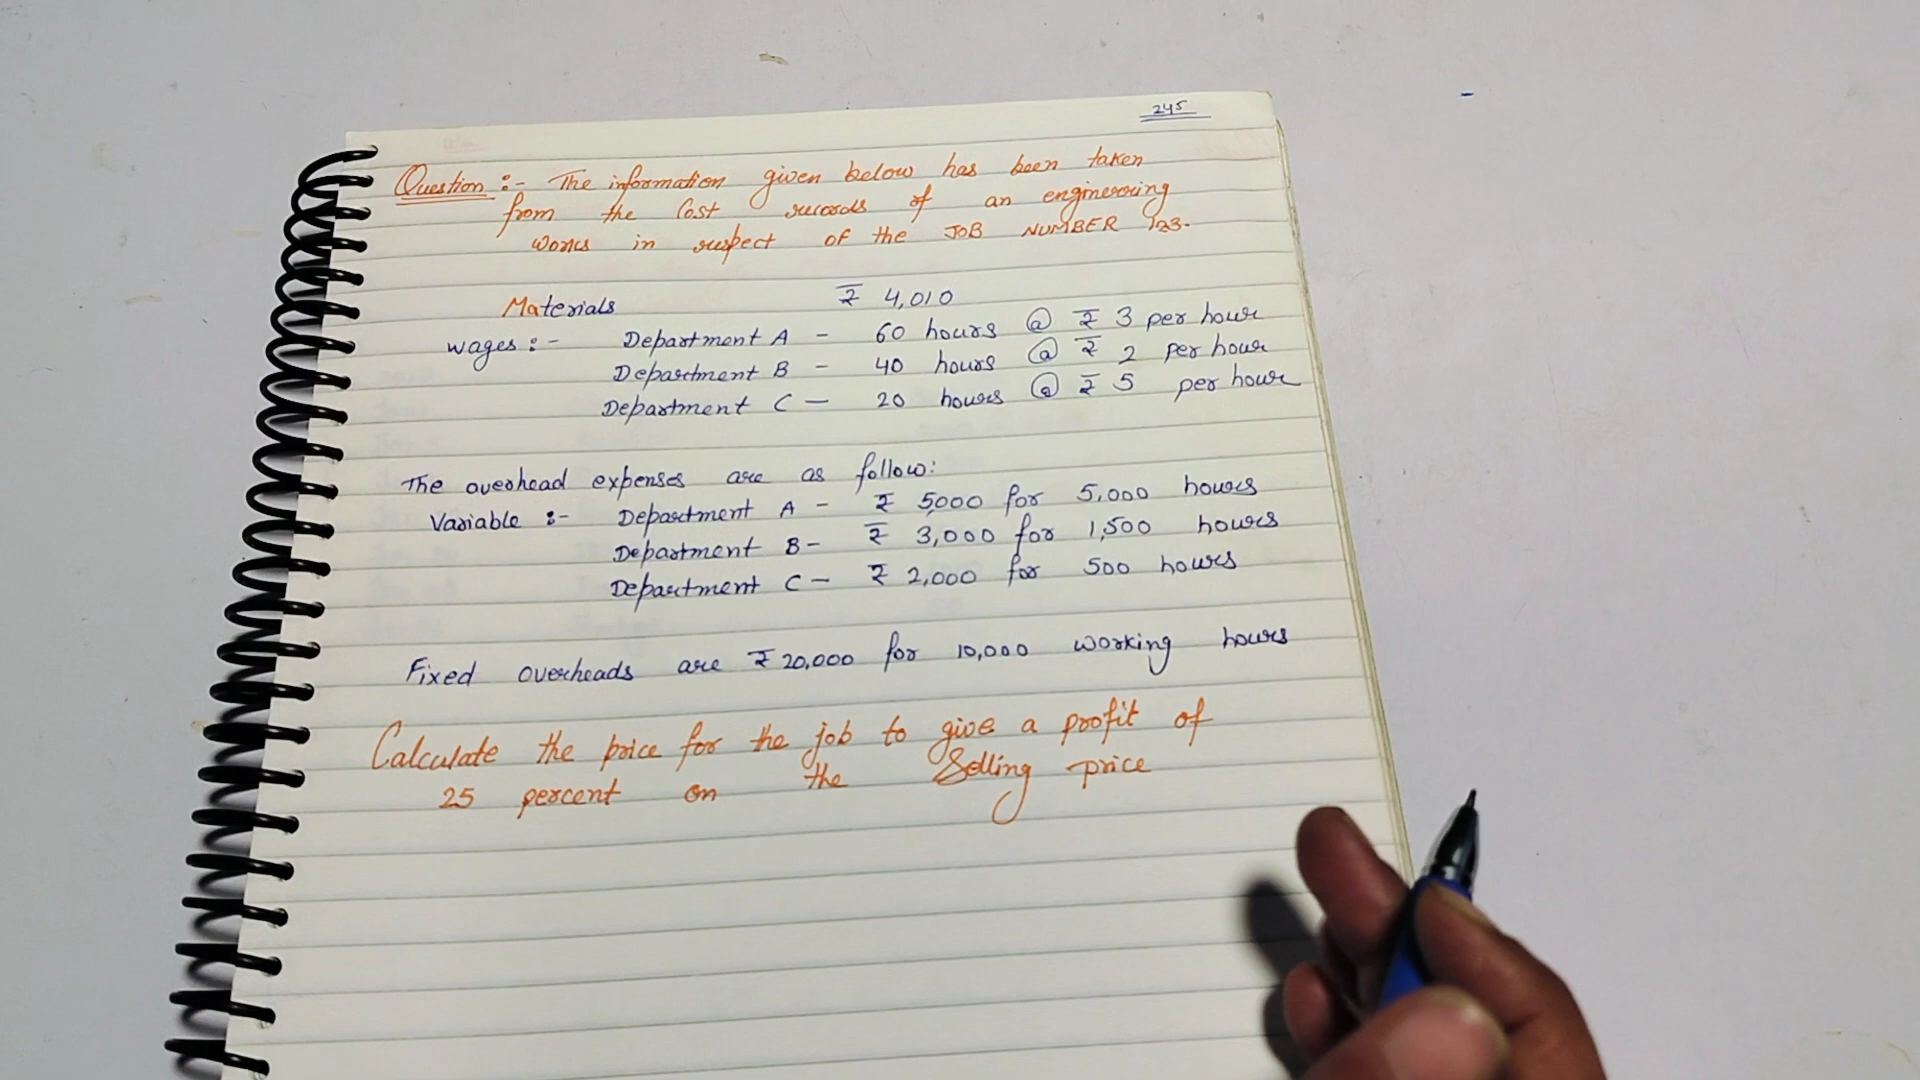 245
Question :- The information given below has been taken
from the Cost records of an engineering
works in respect of the JOB NUMBER 123.
Materials ₹ 4,010
Wages :- Department A - 60 hours @ ₹ 3 per hour
Department B - 40 hours @ ₹ 2 per hour
Department C - 20 hours @ ₹ 5 per hour
The overhead expenses are as follow:
Variable :- Department A - ₹ 5,000 for 5,000 hours
Department B - ₹ 3,000 for 1,500 hours
Department C - ₹ 2,000 for 500 hours
Fixed overheads are ₹ 20,000 for 10,000 working hours
Calculate the price for the job to give a profit of
25 percent on the Selling price